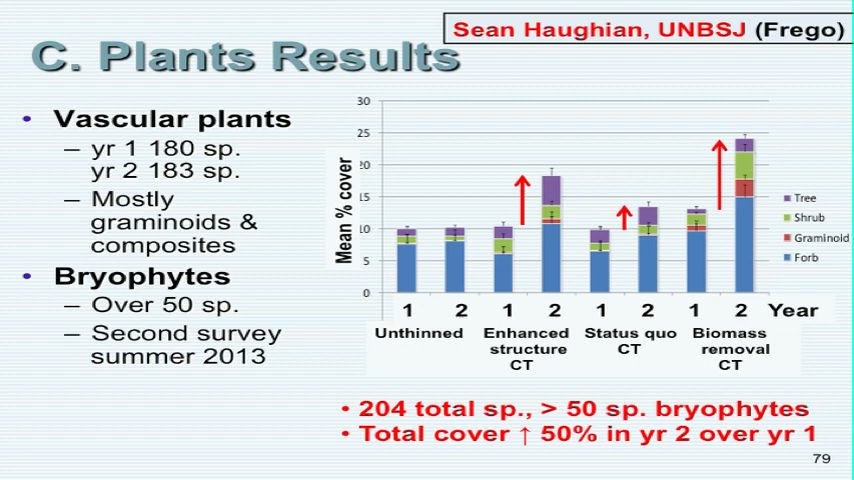 Sean Haughian, UNBSJ (Frego)
C. Plants Results
• Vascular plants
– yr 1 180 sp.
yr 2 183 sp.
– Mostly
graminoids &
composites
• Bryophytes
– Over 50 sp.
– Second survey
summer 2013
Mean % cover
30
25
20
15
10
5
0
Tree
Shrub
Graminoid
Forb
1 2 1 2 1 2 1 2 Year
Unthinned Enhanced Status quo Biomass
structure CT removal
CT CT
• 204 total sp., > 50 sp. bryophytes
• Total cover ↑ 50% in yr 2 over yr 1
79